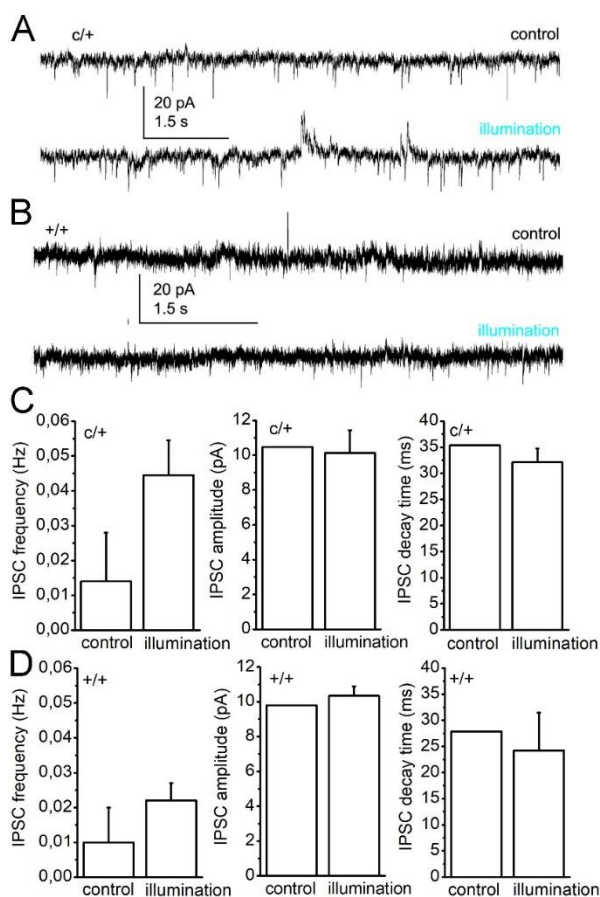 A
c/+
control
20 pA
1.5 s
illumination
B
+/+
control
20 pA
1.5 s
illumination
C
IPSC frequency (Hz)
0,06
0,05
0,04
0,03
0,02
0,01
0,00
c/+
control illumination
IPSC amplitude (pA)
12
10
8
6
4
2
0
c/+
control illumination
IPSC decay time (ms)
40
35
30
25
20
15
10
5
0
c/+
control illumination
D
IPSC frequency (Hz)
0,06
0,05
0,04
0,03
0,02
0,01
0,00
+/+
control illumination
IPSC amplitude (pA)
12
10
8
6
4
2
0
+/+
control illumination
IPSC decay time (ms)
40
35
30
25
20
15
10
5
0
+/+
control illumination